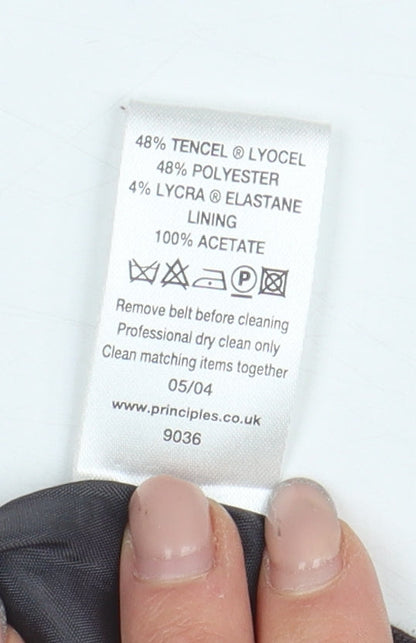 48% TENCEL ® LYOCEL
48% POLYESTER
4% LYCRA ® ELASTANE
LINING
100% ACETATE
P
Remove belt before cleaning
Professional dry clean only
Clean matching items together
05/04
www.principles.co.uk
9036